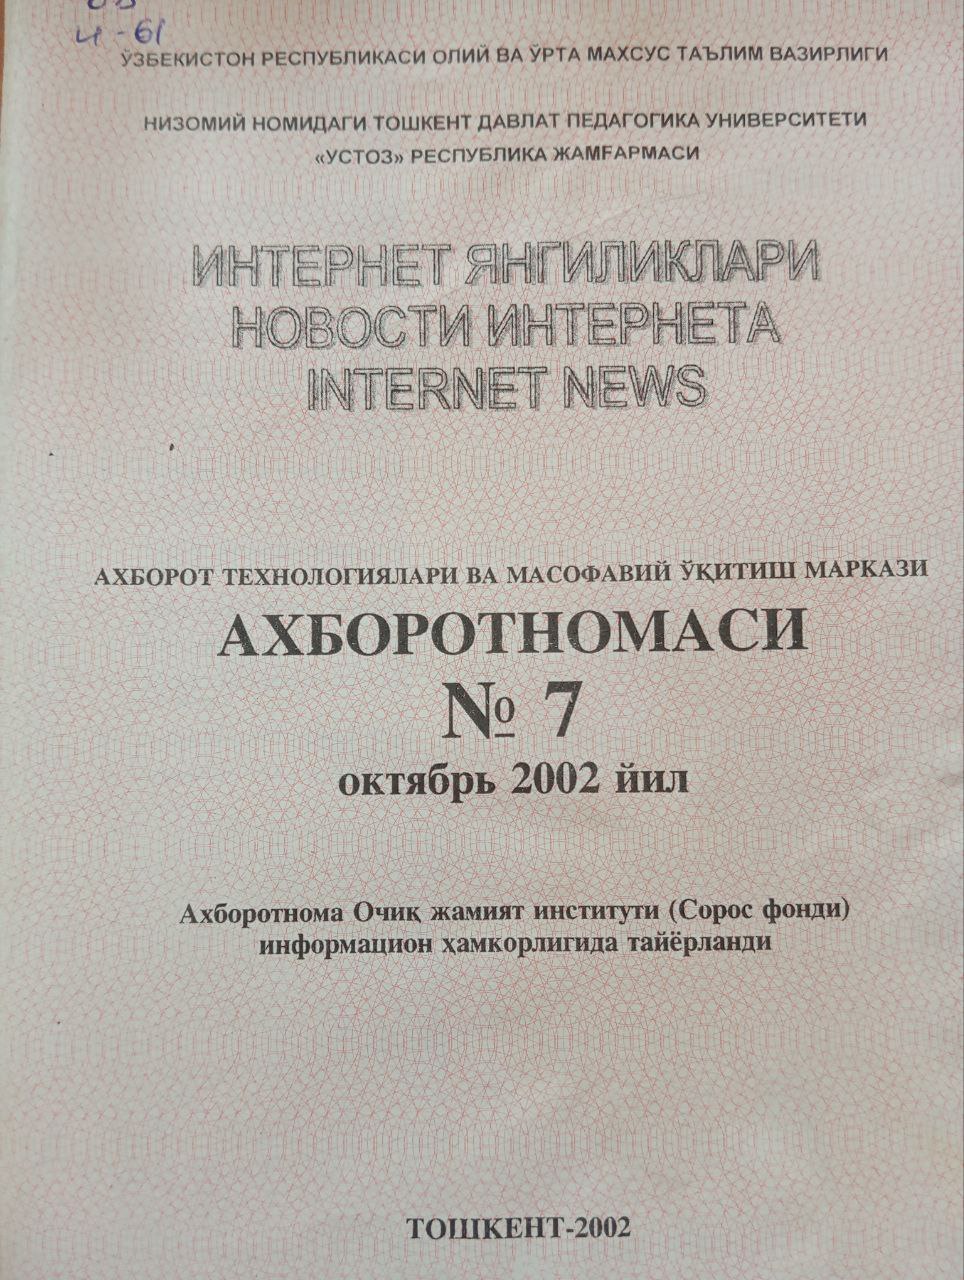 и-61
ЎЗБЕКИСТОН РЕСПУБЛИКАСИ ОЛИЙ ВА ЎРТА МАХСУС ТАЪЛИМ ВАЗИРЛИГИ
НИЗОМИЙ НОМИДАГИ ТОШКЕНТ ДАВЛАТ ПЕДАГОГИКА УНИВЕРСИТЕТИ
«УСТОЗ» РЕСПУБЛИКА ЖАМҒАРМАСИ
ИНТЕРНЕТ ЯНГИЛИКЛАРИ
НОВОСТИ ИНТЕРНЕТА
INTERNET NEWS
АХБОРОТ ТЕХНОЛОГИЯЛАРИ ВА МАСОФАВИЙ ЎҚИТИШ МАРКАЗИ
АХБОРОТНОМАСИ
№ 7
октябрь 2002 йил
Ахборотнома Очиқ жамият институти (Сорос фонди)
информацион ҳамкорлигида тайёрланди
ТОШКЕНТ-2002